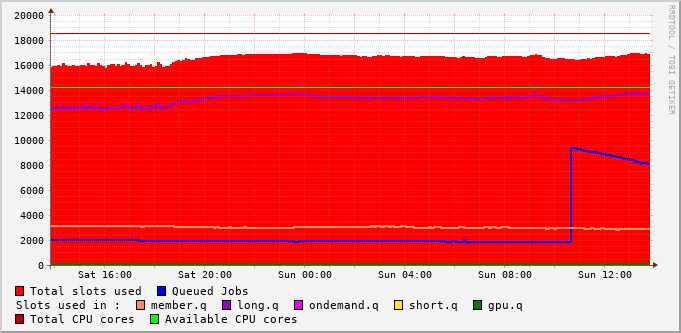 20000
18000
16000
14000
12000
10000
8000
6000
4000
2000
0
Sat 16:00 Sat 20:00 Sun 00:00 Sun 04:00 Sun 08:00 Sun 12:00
Total slots used Queued Jobs
Slots used in : member.q long.q ondemand.q short.q gpu.q
Total CPU cores Available CPU cores
RRDTOOL / TOBI OETIKER